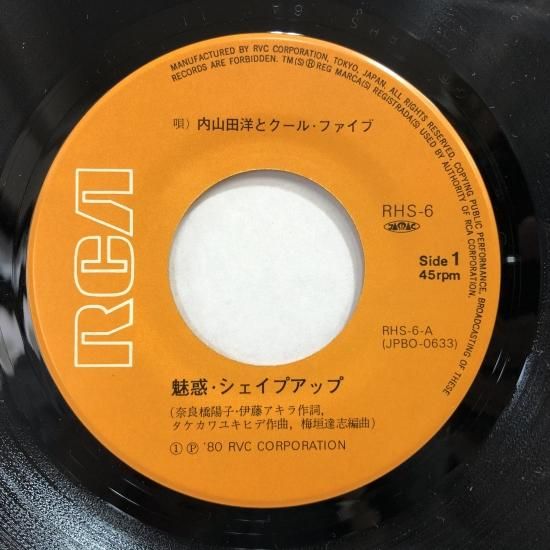 MANUFACTURED BY RVC CORPORATION, TOKYO, JAPAN. ALL RIGHTS RESERVED, COPYING PUBLIC PERFORMANCE, BROADCASTING OF THESE
RECORDS ARE FORBIDDEN. TM(S)®REG MARCA(S) REGISTRADA(S) USED BY AUTHORITY OF RCA CORPORATION.
唄) 内山田洋とクール・ファイブ
RCA
RHS-6
Side 1
45rpm
RHS-6-A
(JPBO-0633)
魅惑・シェイプアップ
(奈良橋陽子・伊藤アキラ作詞,
タケカワユキヒデ作曲, 梅垣達志編曲)
① Ⓟ '80 RVC CORPORATION